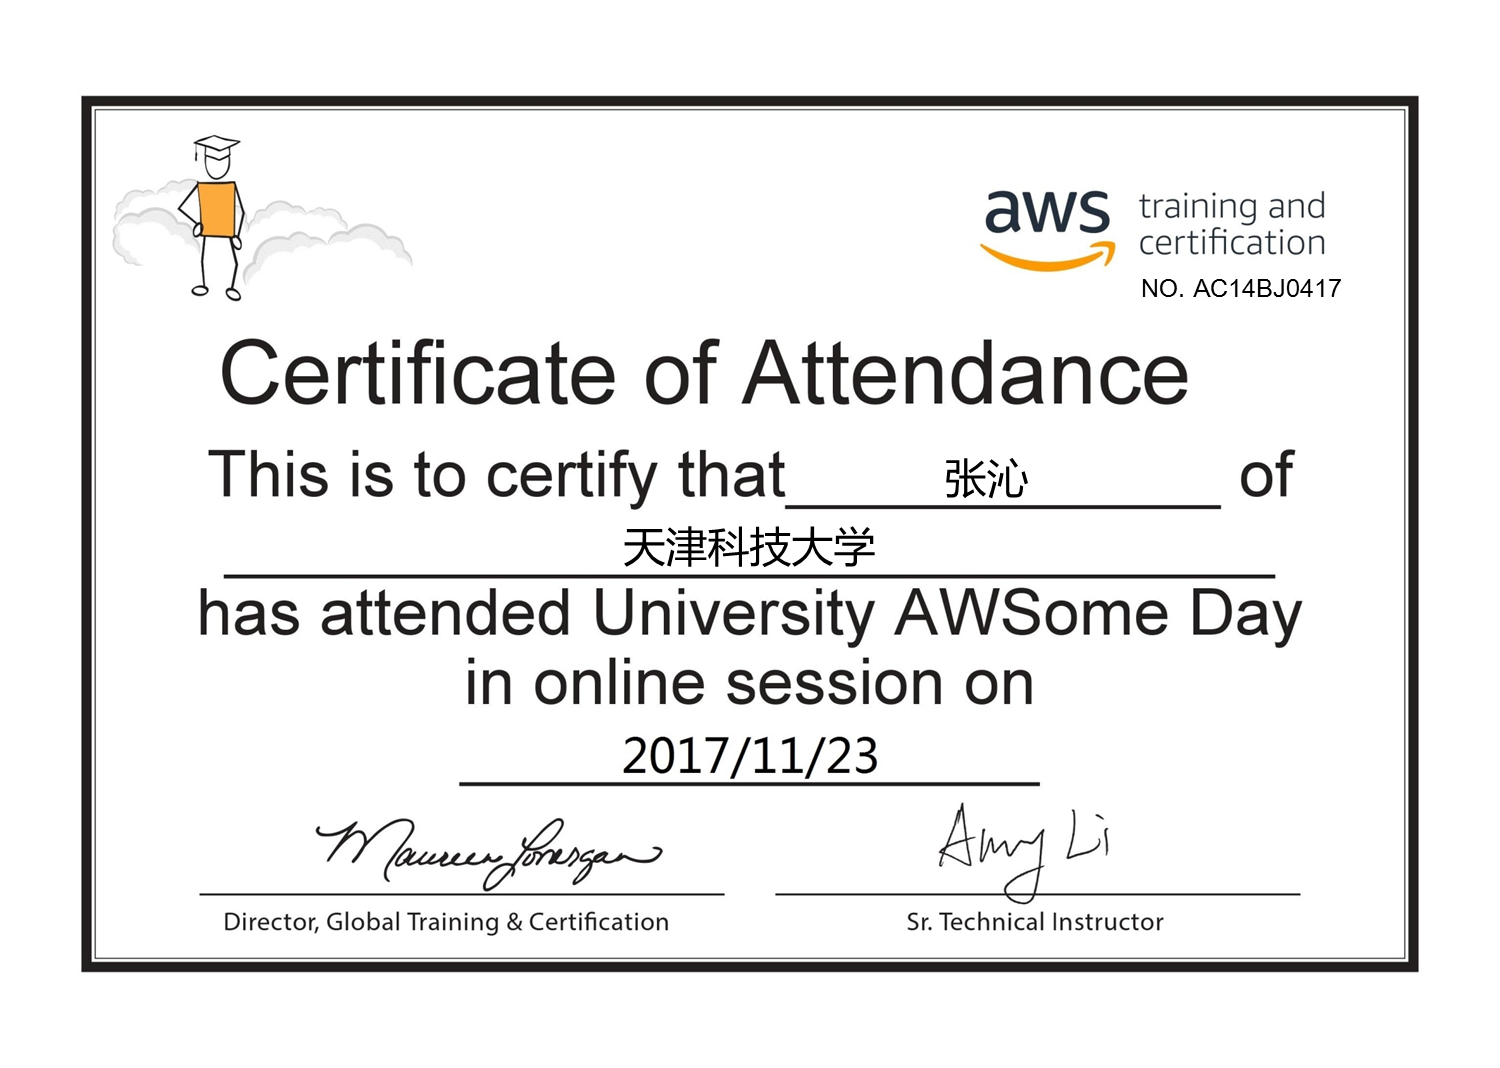 aws training and
certification
NO. AC14BJ0417
Certificate of Attendance
This is to certify that 张沁 of
天津科技大学
has attended University AWSome Day
in online session on
2017/11/23
Maureen Lonergan Amy Li
Director, Global Training & Certification Sr. Technical Instructor